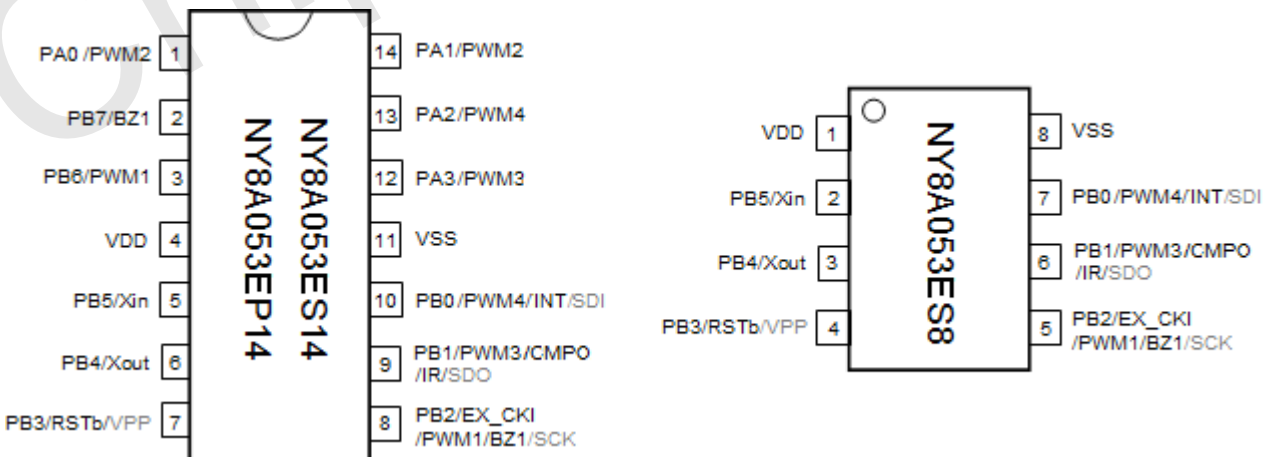 PA0/PWM2 1
14 PA1/PWM2
PB7/BZ1 2
13 PA2/PWM4
PB6/PWM1 3
12 PA3/PWM3
VDD 4
11 VSS
PB5/Xin 5
10 PB0/PWM4/INT/SDI
PB4/Xout 6
9 PB1/PWM3/CMPO
/IR/SDO
PB3/RSTb/VPP 7
8 PB2/EX_CKI
/PWM1/BZ1/SCK
NY8A053ES14
NY8A053EP14
VDD 1
8 VSS
PB5/Xin 2
7 PB0/PWM4/INT/SDI
PB4/Xout 3
6 PB1/PWM3/CMPO
/IR/SDO
PB3/RSTb/VPP 4
5 PB2/EX_CKI
/PWM1/BZ1/SCK
NY8A053ES8